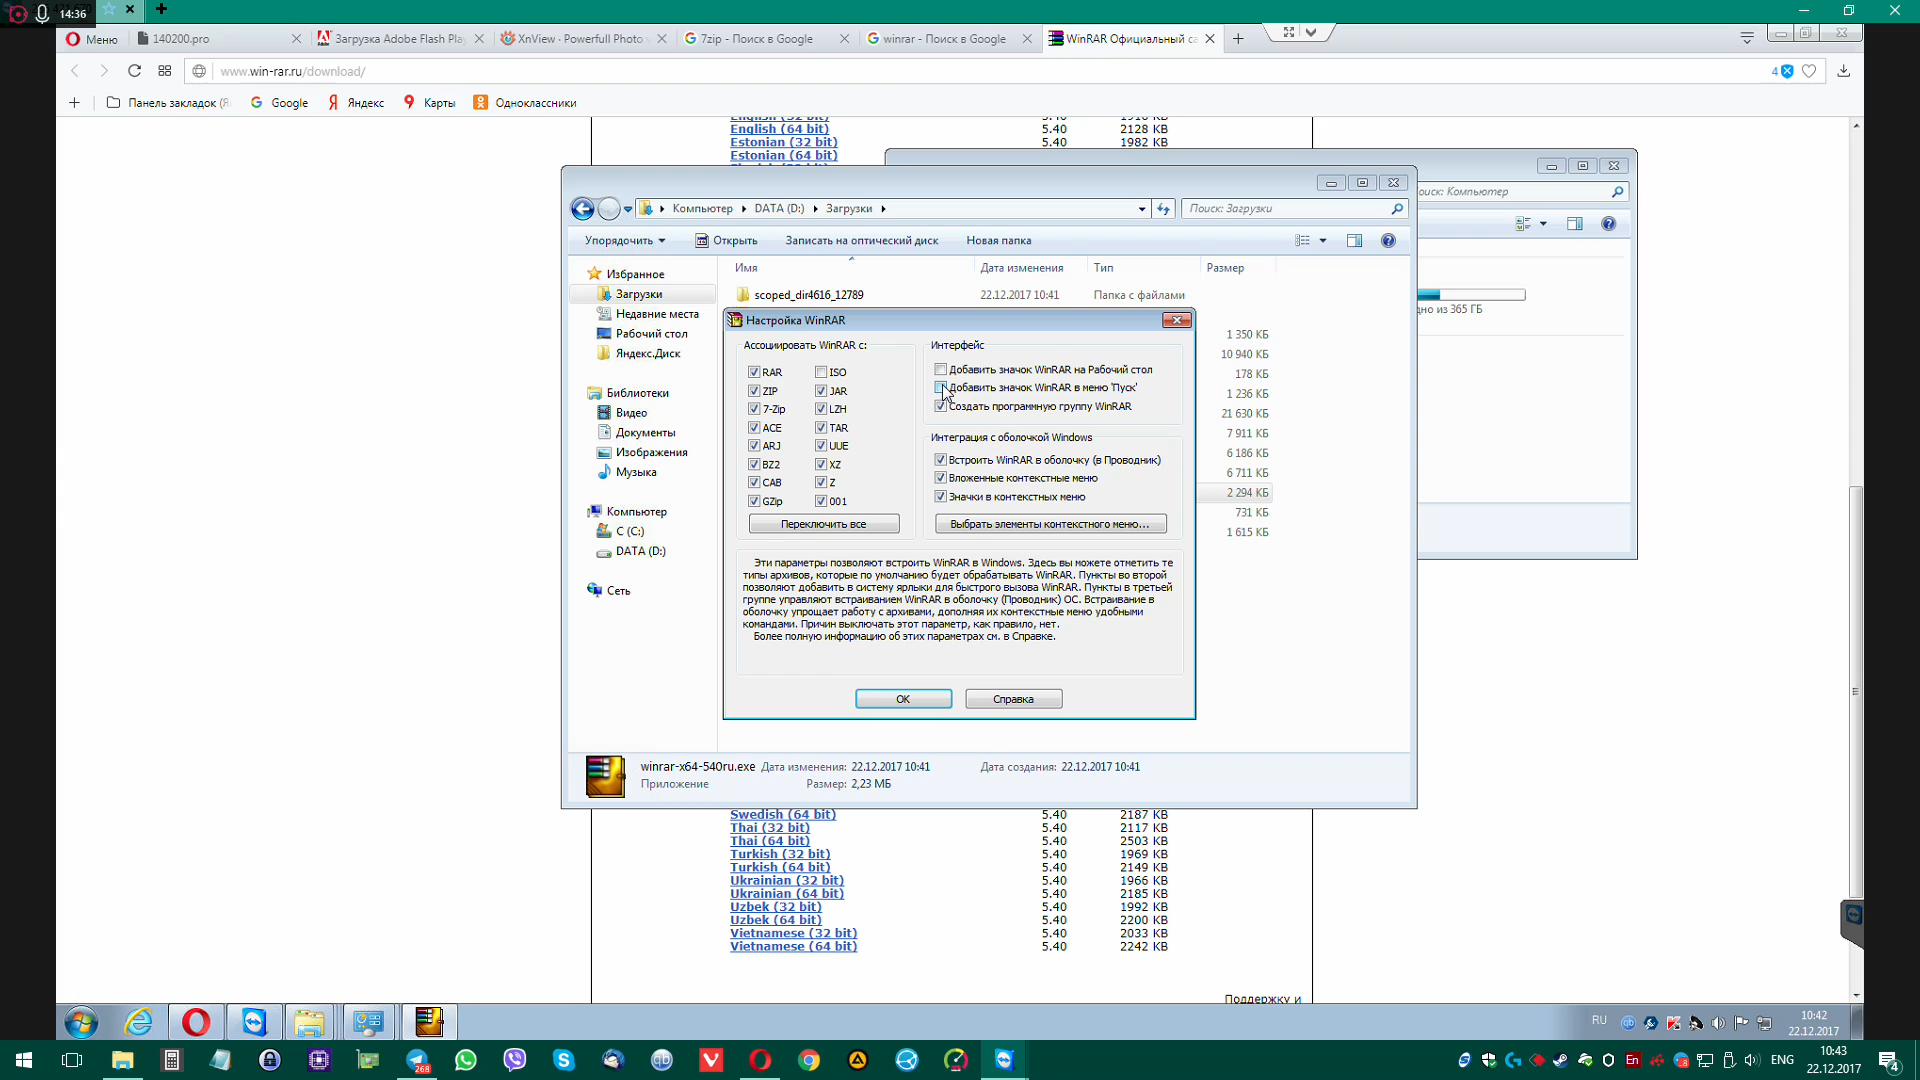 14:36
Меню
140200.pro
Загрузка Adobe Flash Pla
XnView · Powerfull Photo v
7zip - Поиск в Google
winrar - Поиск в Google
WinRAR Официальный са
www.win-rar.ru/download/
4
Панель закладок (Я
Google
Яндекс
Карты
Одноклассники
English (32 bit) 5.40 1910 KB
English (64 bit) 5.40 2128 KB
Estonian (32 bit) 5.40 1982 KB
Estonian (64 bit)
оиск: Компьютер
но из 365 ГБ
Компьютер
DATA (D:)
Загрузки
Поиск: Загрузки
Упорядочить
Открыть
Записать на оптический диск
Новая папка
Имя
Дата изменения
Тип
Размер
Избранное
Загрузки
Недавние места
Рабочий стол
Яндекс.Диск
Библиотеки
Видео
Документы
Изображения
Музыка
Компьютер
C (C:)
DATA (D:)
Сеть
scoped_dir4616_12789
22.12.2017 10:41
Папка с файлами
1 350 КБ
10 940 КБ
178 КБ
1 236 КБ
21 630 КБ
7 911 КБ
6 186 КБ
6 711 КБ
2 294 КБ
731 КБ
1 615 КБ
Настройка WinRAR
Ассоциировать WinRAR с:
RAR
ISO
ZIP
JAR
7-Zip
LZH
ACE
TAR
ARJ
UUE
BZ2
XZ
CAB
Z
GZip
001
Переключить все
Интерфейс
Добавить значок WinRAR на Рабочий стол
Добавить значок WinRAR в меню 'Пуск'
Создать программную группу WinRAR
Интеграция с оболочкой Windows
Встроить WinRAR в оболочку (в Проводник)
Вложенные контекстные меню
Значки в контекстных меню
Выбрать элементы контекстного меню...
Эти параметры позволяют встроить WinRAR в Windows. Здесь вы можете отметить те
типы архивов, которые по умолчанию будет обрабатывать WinRAR. Пункты во второй
позволяют добавить в систему ярлыки для быстрого вызова WinRAR. Пункты в третьей
группе управляют встраиванием WinRAR в оболочку (Проводник) ОС. Встраивание в
оболочку упрощает работу с архивами, дополняя их контекстные меню удобными
командами. Причин выключать этот параметр, как правило, нет.
Более полную информацию об этих параметрах см. в Справке.
OK
Справка
winrar-x64-540ru.exe
Дата изменения: 22.12.2017 10:41
Дата создания: 22.12.2017 10:41
Приложение
Размер: 2,23 МБ
Swedish (64 bit) 5.40 2187 KB
Thai (32 bit) 5.40 2117 KB
Thai (64 bit) 5.40 2503 KB
Turkish (32 bit) 5.40 1969 KB
Turkish (64 bit) 5.40 2149 KB
Ukrainian (32 bit) 5.40 1966 KB
Ukrainian (64 bit) 5.40 2185 KB
Uzbek (32 bit) 5.40 1992 KB
Uzbek (64 bit) 5.40 2200 KB
Vietnamese (32 bit) 5.40 2033 KB
Vietnamese (64 bit) 5.40 2242 KB
Поддержку и
RU
10:42
22.12.2017
268
En
ENG
10:43
22.12.2017
4